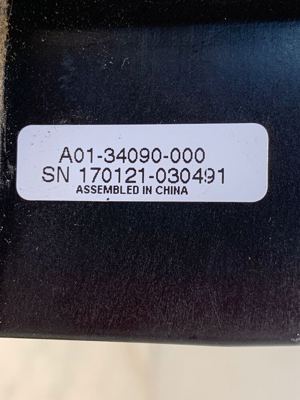 A01-34090-000
SN 170121-030491
ASSEMBLED IN CHINA